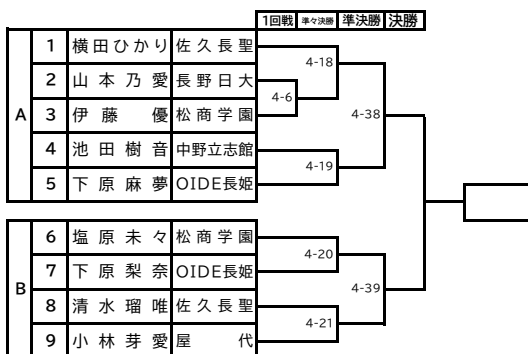 1回戦 準々決勝 準決勝 決勝
1 横田ひかり 佐久長聖
4-18
2 山本乃愛 長野日大
4-6
A 3 伊藤優 松商学園
4-38
4 池田樹音 中野立志館
4-19
5 下原麻夢 OIDE長姫
6 塩原未々 松商学園
4-20
7 下原梨奈 OIDE長姫
B
4-39
8 清水瑠唯 佐久長聖
4-21
9 小林芽愛 屋代